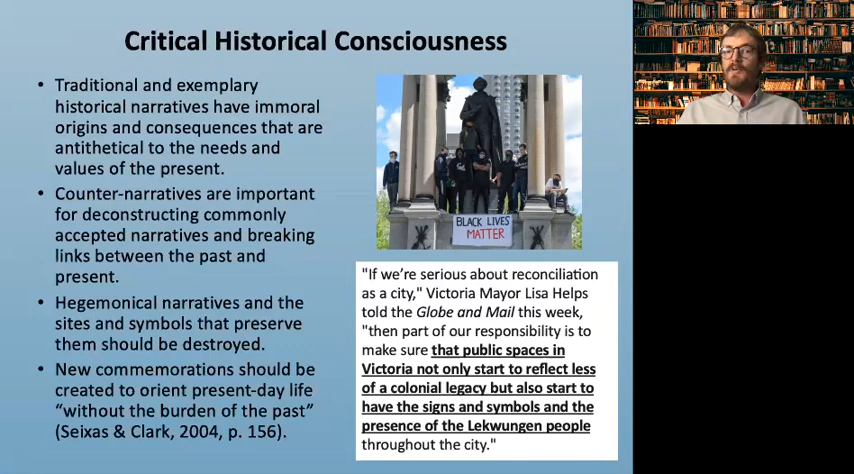 Critical Historical Consciousness
• Traditional and exemplary
historical narratives have immoral
origins and consequences that are
antithetical to the needs and
values of the present.
• Counter-narratives are important
for deconstructing commonly
accepted narratives and breaking
links between the past and
present.
• Hegemonical narratives and the
sites and symbols that preserve
them should be destroyed.
• New commemorations should be
created to orient present-day life
“without the burden of the past”
(Seixas & Clark, 2004, p. 156).
BLACK LIVES
MATTER
"If we’re serious about reconciliation
as a city," Victoria Mayor Lisa Helps
told the Globe and Mail this week,
"then part of our responsibility is to
make sure that public spaces in
Victoria not only start to reflect less
of a colonial legacy but also start to
have the signs and symbols and the
presence of the Lekwungen people
throughout the city."